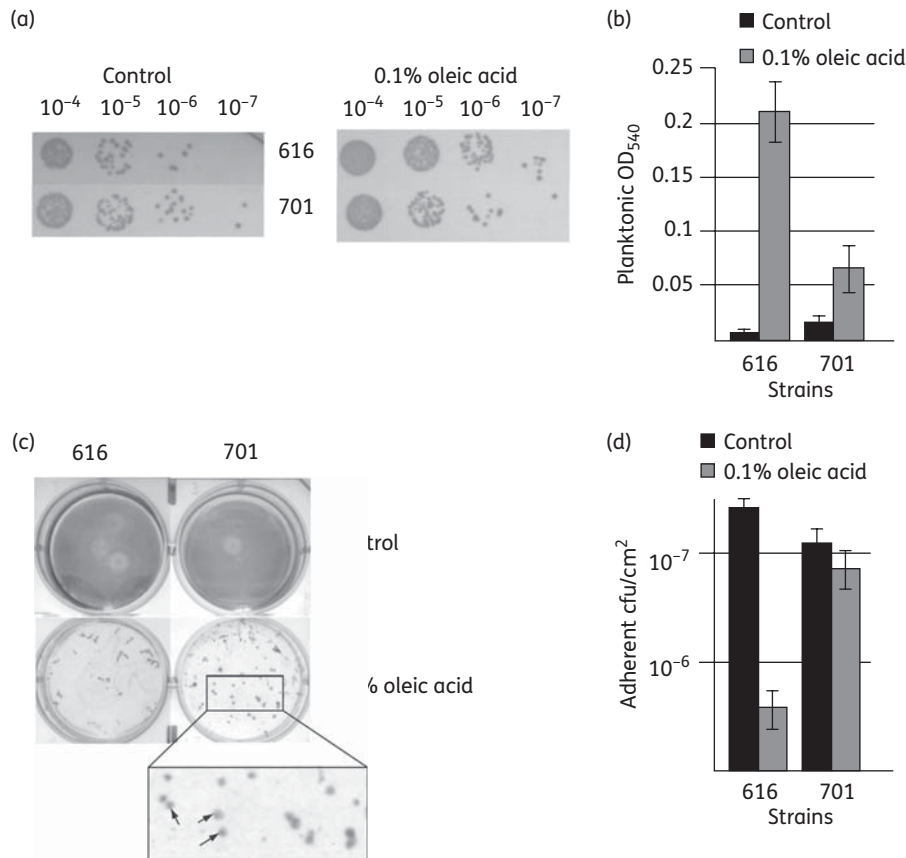 (a)
Control
10⁻⁴ 10⁻⁵ 10⁻⁶ 10⁻⁷
0.1% oleic acid
10⁻⁴ 10⁻⁵ 10⁻⁶ 10⁻⁷
616
701
(b)
Control
0.1% oleic acid
Planktonic OD₅₄₀
0.25
0.2
0.15
0.1
0.05
616 701
Strains
(c)
616 701
trol
% oleic acid
(d)
Control
0.1% oleic acid
Adherent cfu/cm²
10⁻⁷
10⁻⁶
616 701
Strains